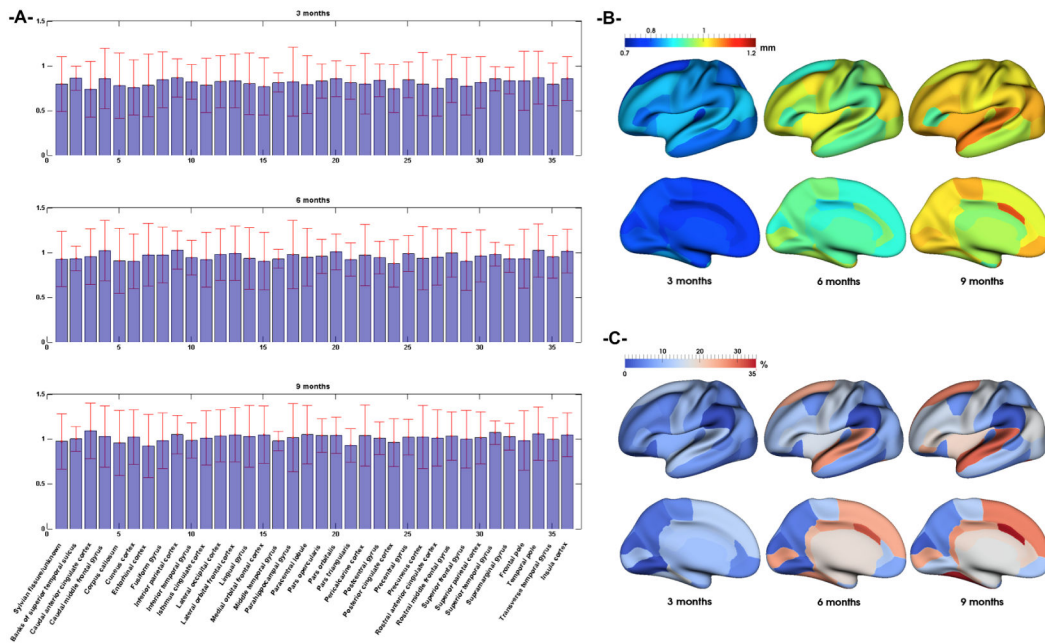 -A-
3 months
1.5
1
0.5
0
0 5 10 15 20 25 30 35
6 months
1.5
1
0.5
0
0 5 10 15 20 25 30 35
9 months
1.5
1
0.5
0
Sylvian fissure/unknown
Banks of superior temporal sulcus
Caudal anterior cingulate cortex
Caudal middle frontal gyrus
Corpus callosum
Cuneus cortex
Entorhinal cortex
Fusiform gyrus
Inferior parietal cortex
Inferior temporal gyrus
Isthmus cingulate cortex
Lateral occipital cortex
Lateral orbital frontal cortex
Lingual gyrus
Medial orbital frontal cortex
Middle temporal gyrus
Parahippocampal gyrus
Paracentral lobule
Pars opercularis
Pars orbitalis
Pars triangularis
Pericalcarine cortex
Postcentral gyrus
Posterior cingulate cortex
Precentral gyrus
Precuneus cortex
Rostral anterior cingulate cortex
Rostral middle frontal gyrus
Superior frontal gyrus
Superior parietal cortex
Superior temporal gyrus
Supramarginal gyrus
Frontal pole
Temporal pole
Transverse temporal gyrus
Insula cortex
-B-
0.8 1
0.7 1.2
mm
3 months 6 months 9 months
-C-
10 20 30
0 35
%
3 months 6 months 9 months